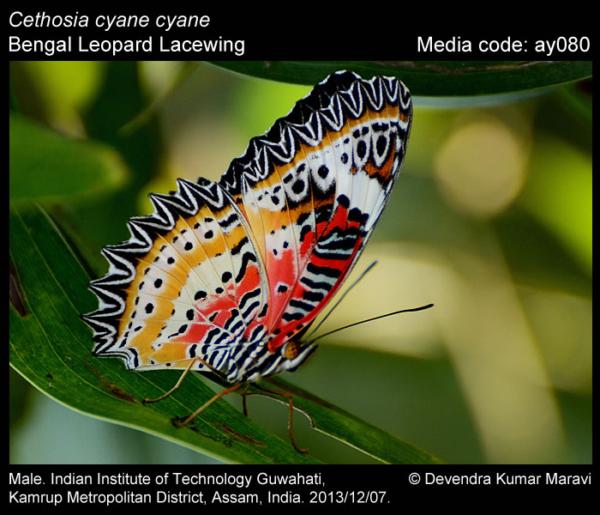 Cethosia cyane cyane
Bengal Leopard Lacewing
Media code: ay080
Male. Indian Institute of Technology Guwahati,
Kamrup Metropolitan District, Assam, India. 2013/12/07.
© Devendra Kumar Maravi